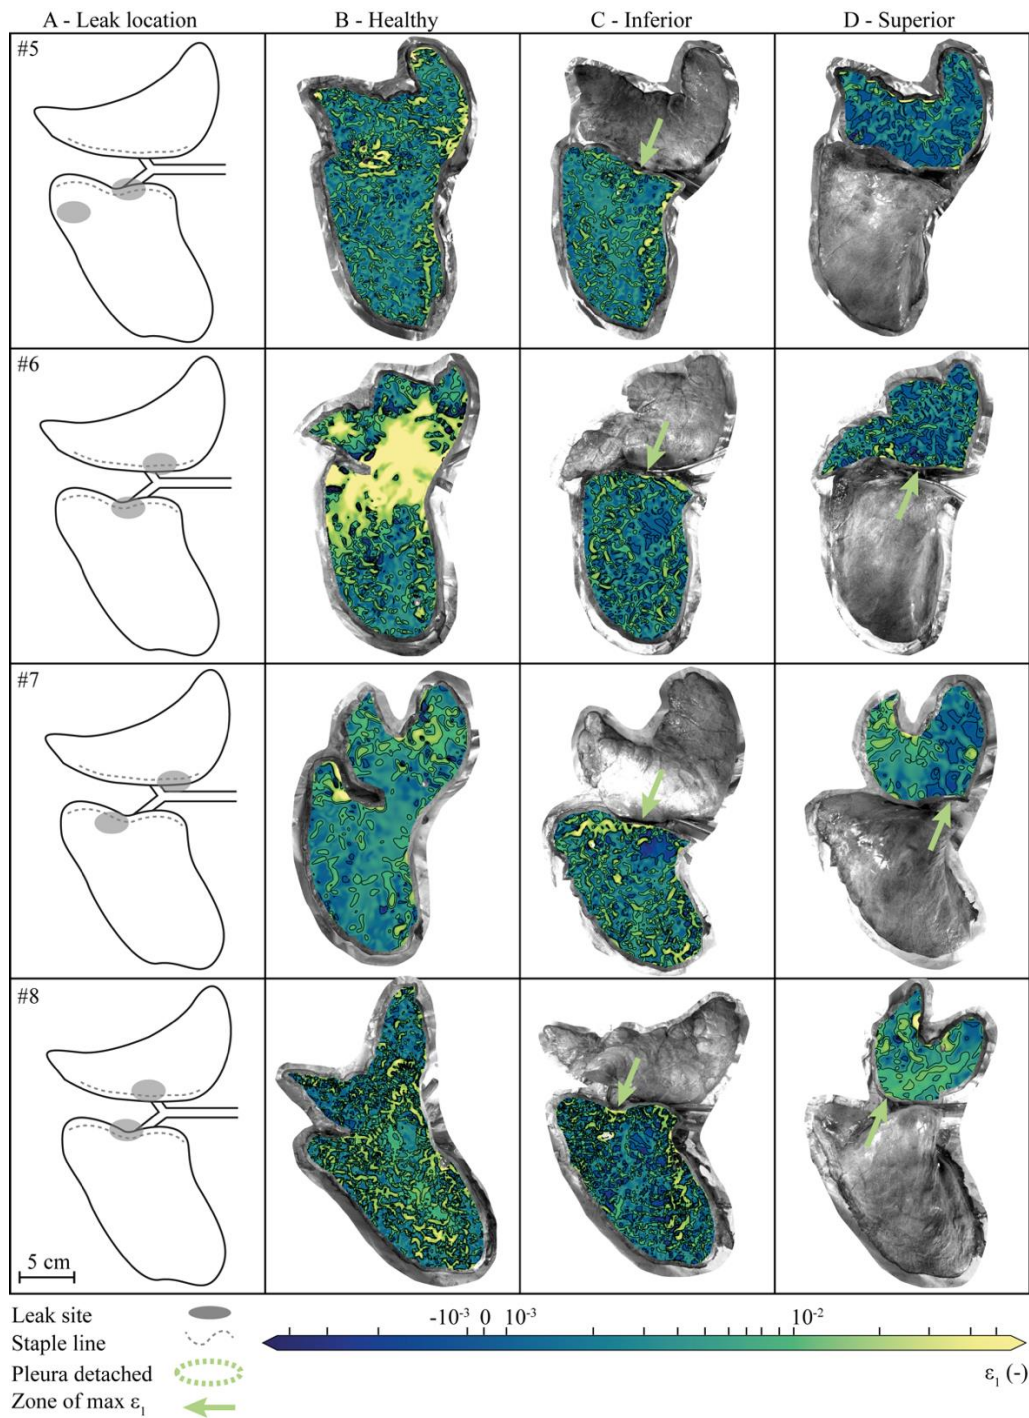 A - Leak location B - Healthy C - Inferior D - Superior
#5
#6
#7
#8
5 cm
Leak site
Staple line
Pleura detached
Zone of max ε₁
-10⁻³ 0 10⁻³ 10⁻²
ε₁ (-)